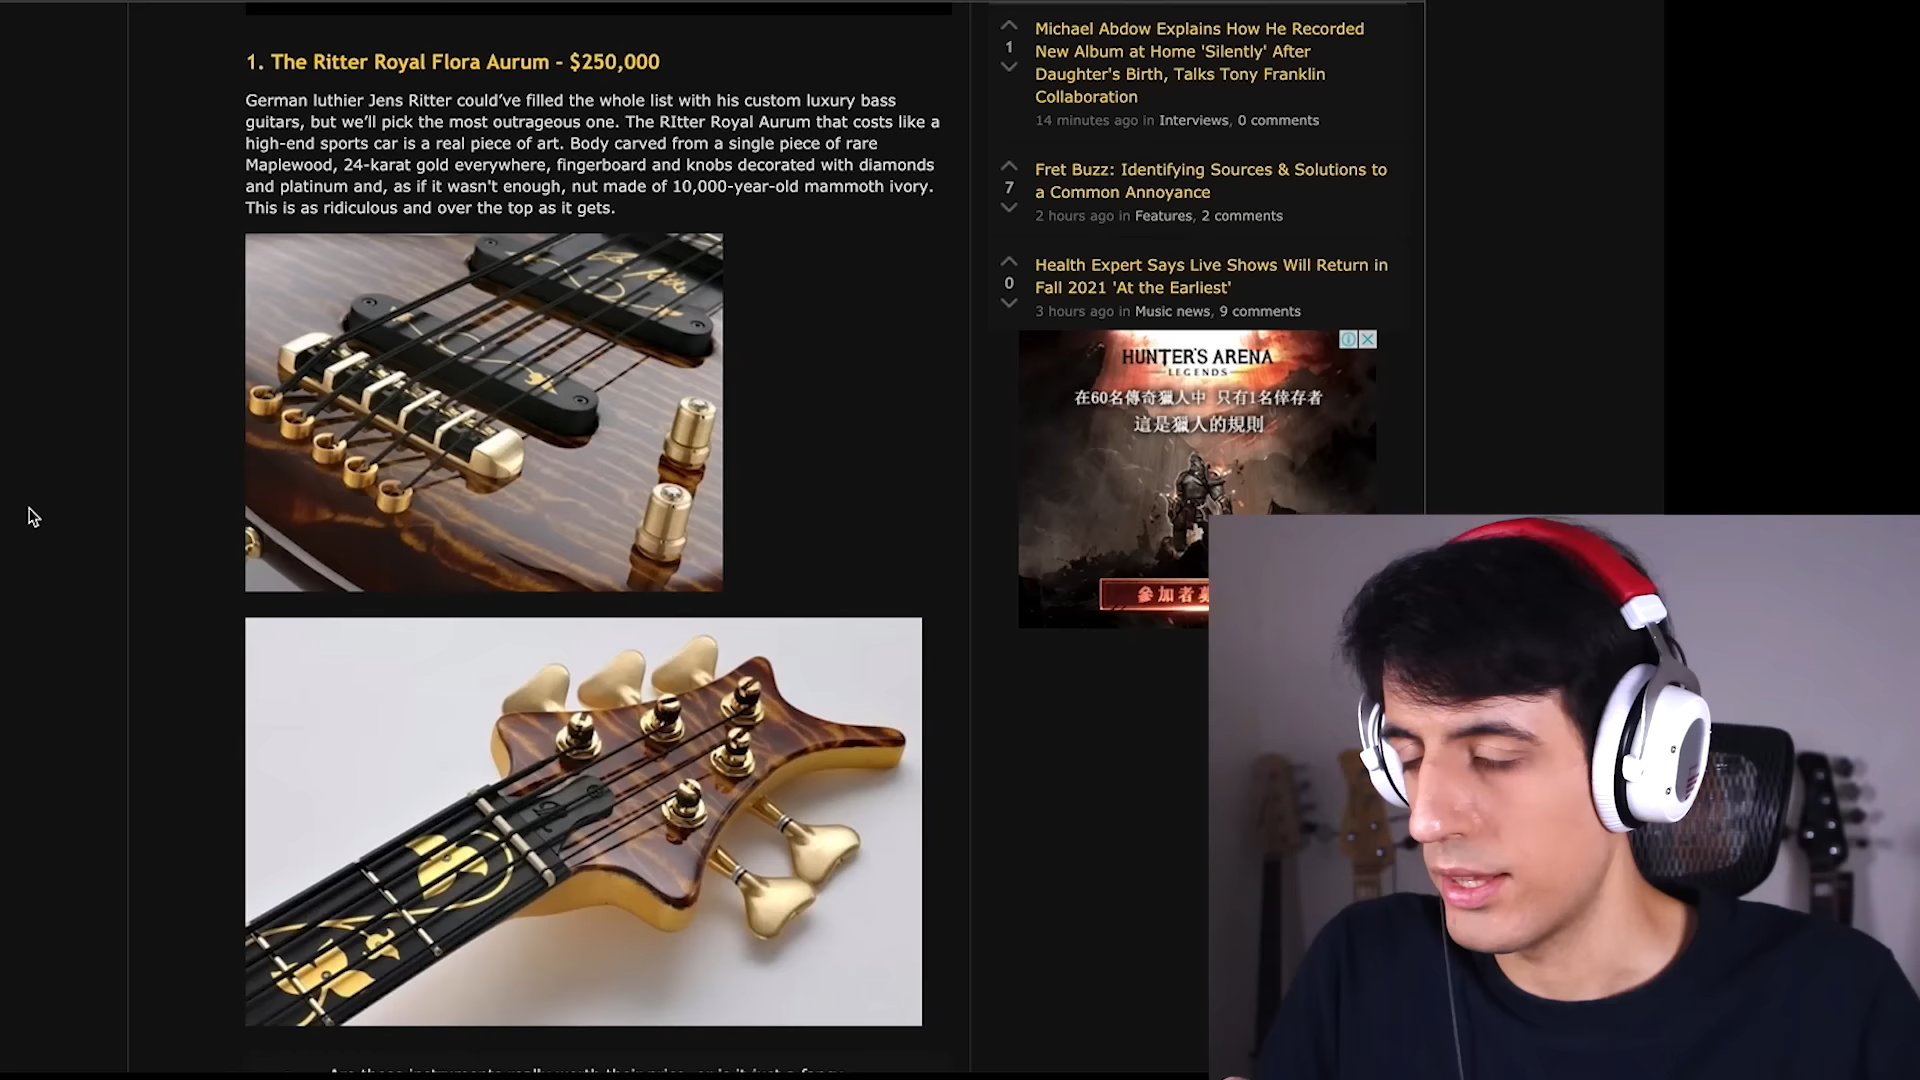 1. The Ritter Royal Flora Aurum - $250,000
German luthier Jens Ritter could’ve filled the whole list with his custom luxury bass
guitars, but we’ll pick the most outrageous one. The RItter Royal Aurum that costs like a
high-end sports car is a real piece of art. Body carved from a single piece of rare
Maplewood, 24-karat gold everywhere, fingerboard and knobs decorated with diamonds
and platinum and, as if it wasn't enough, nut made of 10,000-year-old mammoth ivory.
This is as ridiculous and over the top as it gets.
Michael Abdow Explains How He Recorded
New Album at Home 'Silently' After
Daughter's Birth, Talks Tony Franklin
Collaboration
1
14 minutes ago in Interviews, 0 comments
Fret Buzz: Identifying Sources & Solutions to
a Common Annoyance
7
2 hours ago in Features, 2 comments
Health Expert Says Live Shows Will Return in
Fall 2021 'At the Earliest'
0
3 hours ago in Music news, 9 comments
HUNTER'S ARENA
LEGENDS
在60名傳奇獵人中 只有1名倖存者
這是獵人的規則
參加者